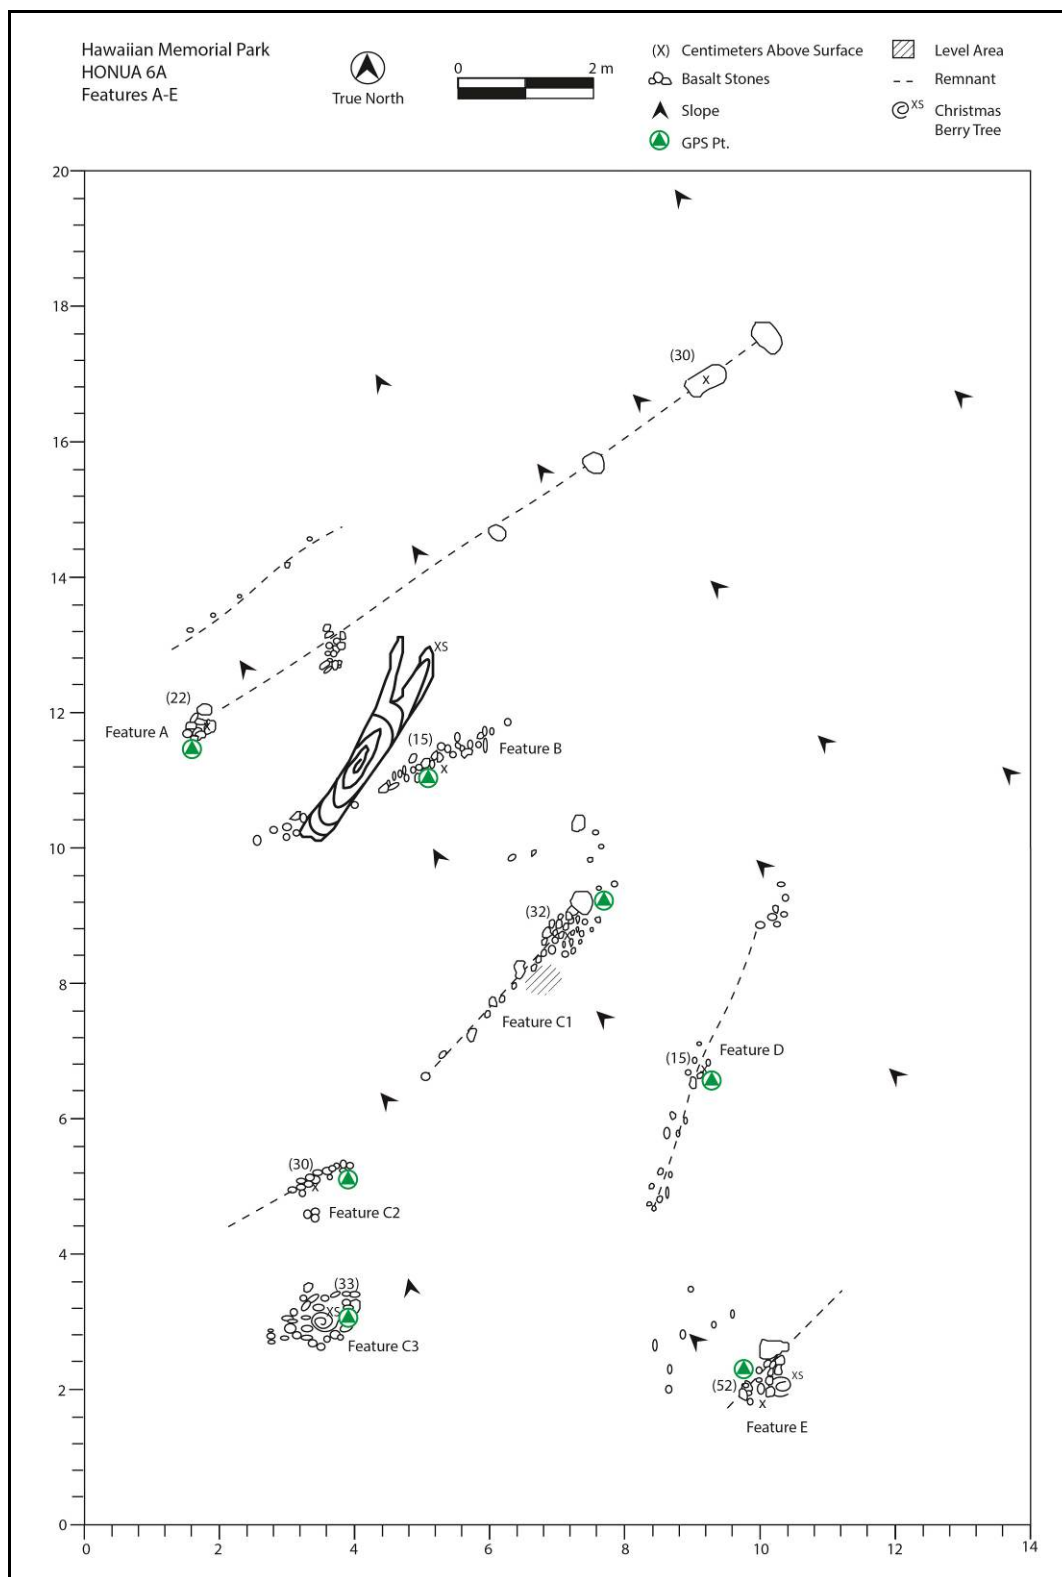 Hawaiian Memorial Park
HONUA 6A
Features A-E
True North
0 2 m
(X) Centimeters Above Surface
Basalt Stones
Slope
GPS Pt.
Level Area
Remnant
XS Christmas
Berry Tree
20
18
(30)
X
16
14
XS
(22)
X
12
Feature A
(15)
X
Feature B
10
(32)
8
Feature C1
Feature D
(15)
6
(30)
X
Feature C2
4
(33)
XS
Feature C3
2
XS
(52)
X
Feature E
0
0 2 4 6 8 10 12 14